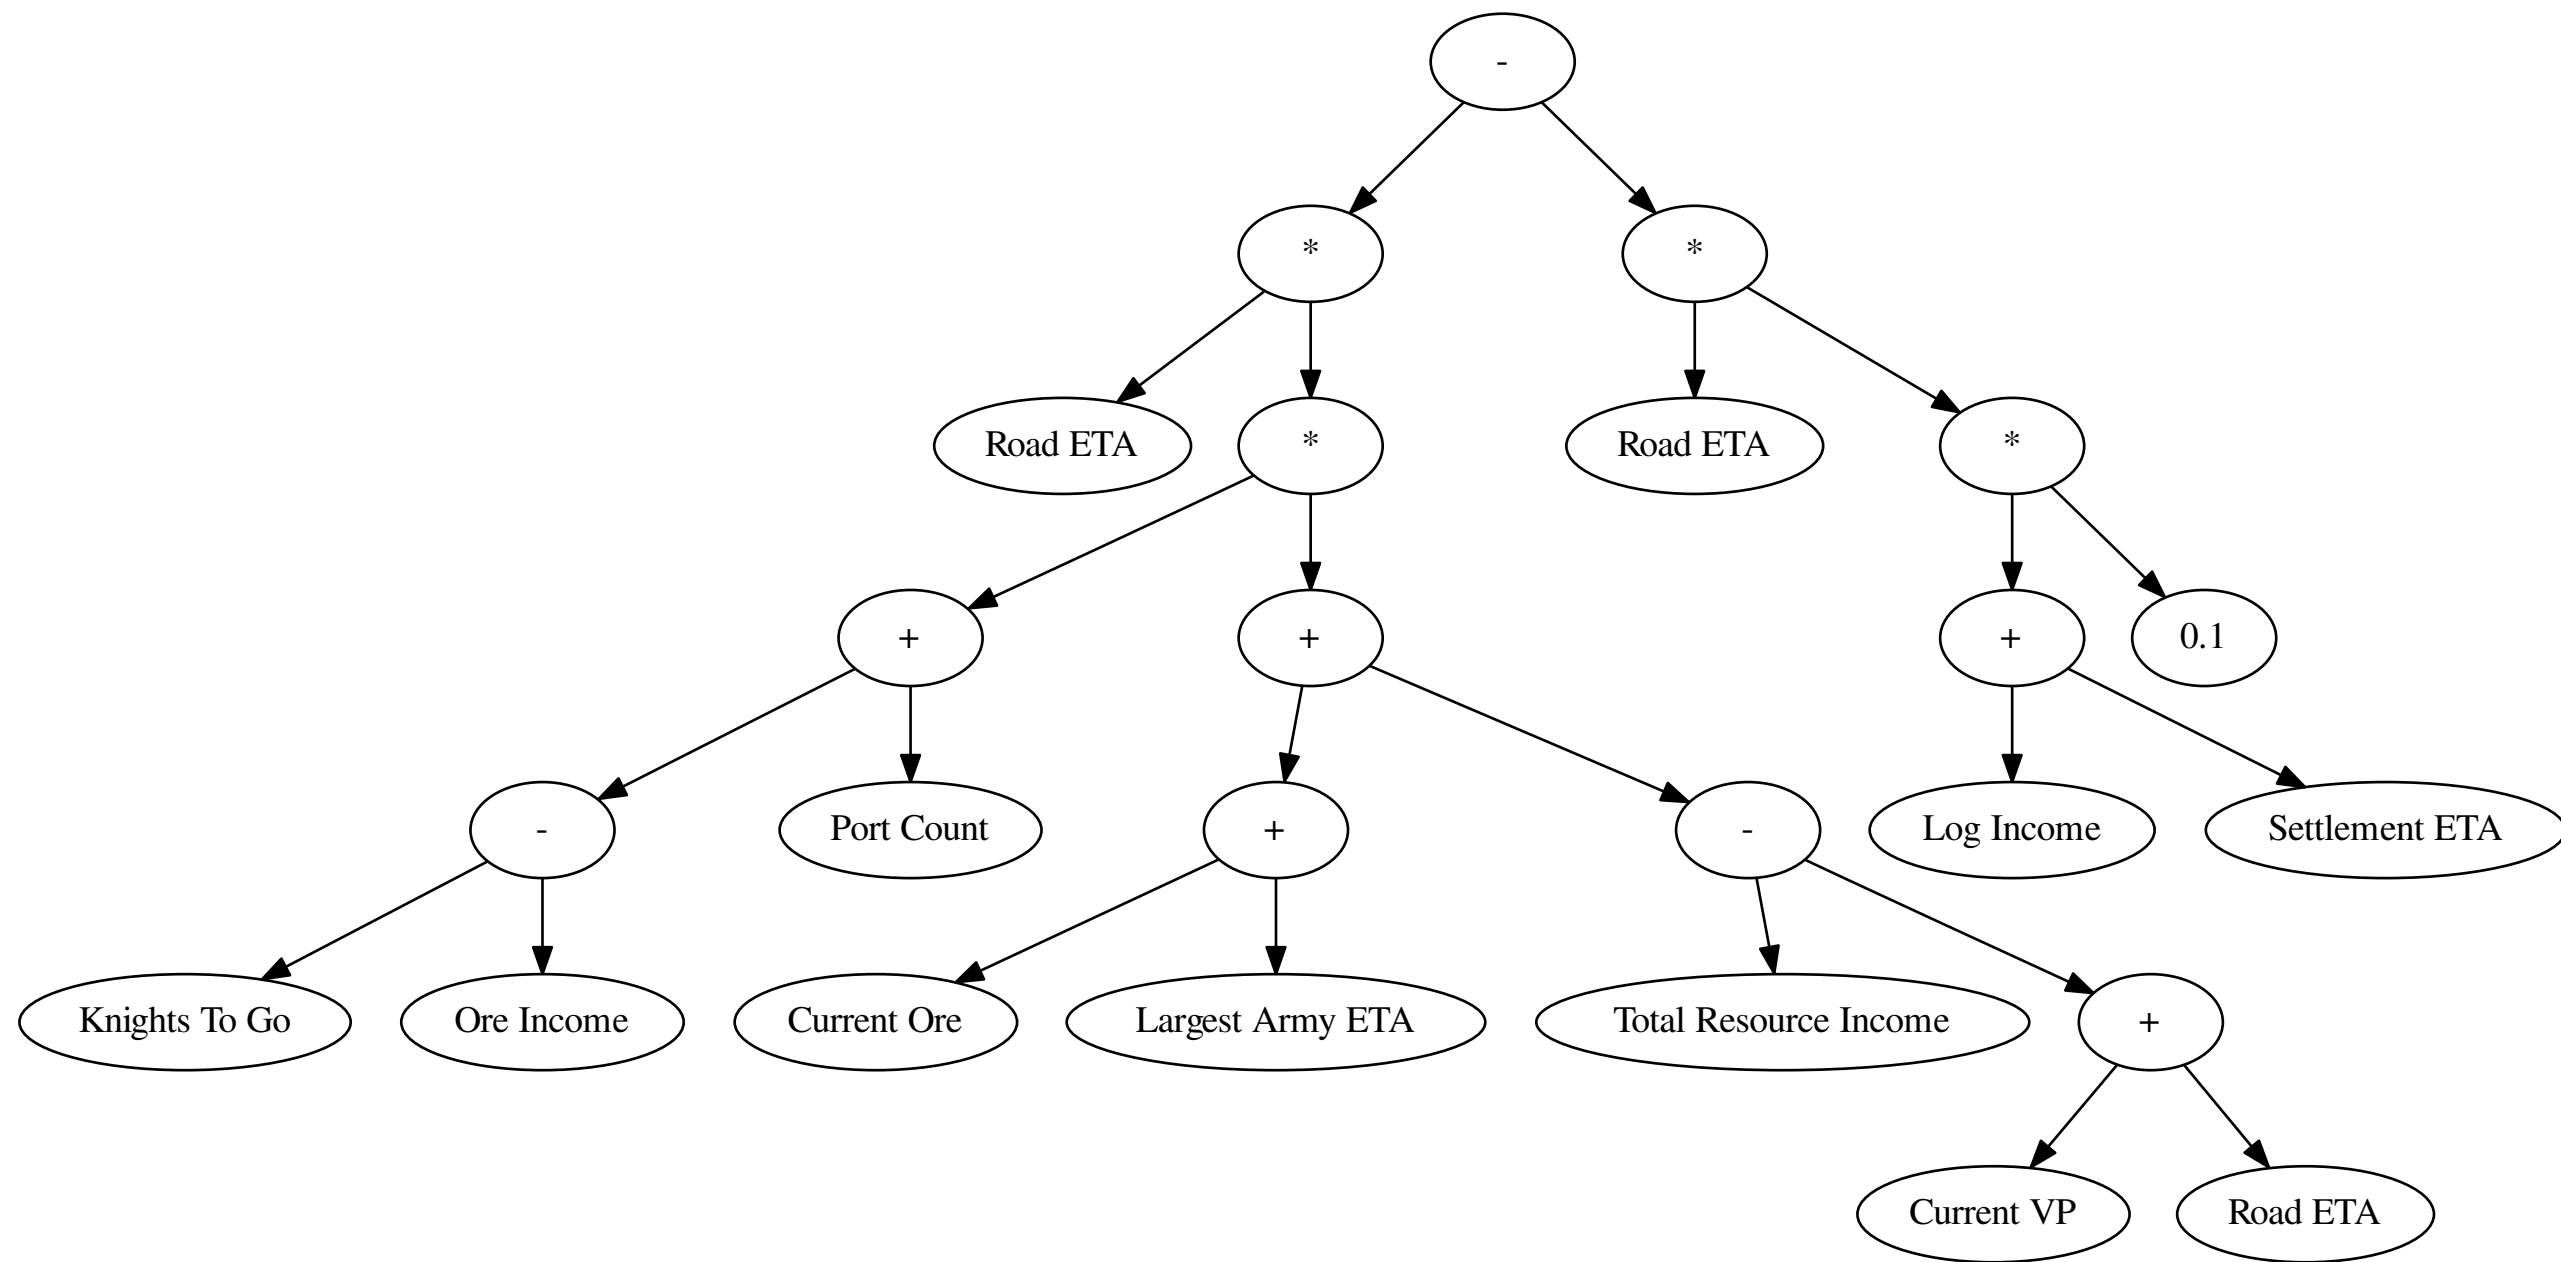 -
*
*
Road ETA
*
Road ETA
*
+
+
+
0.1
-
Port Count
+
-
Log Income
Settlement ETA
Knights To Go
Ore Income
Current Ore
Largest Army ETA
Total Resource Income
+
Current VP
Road ETA